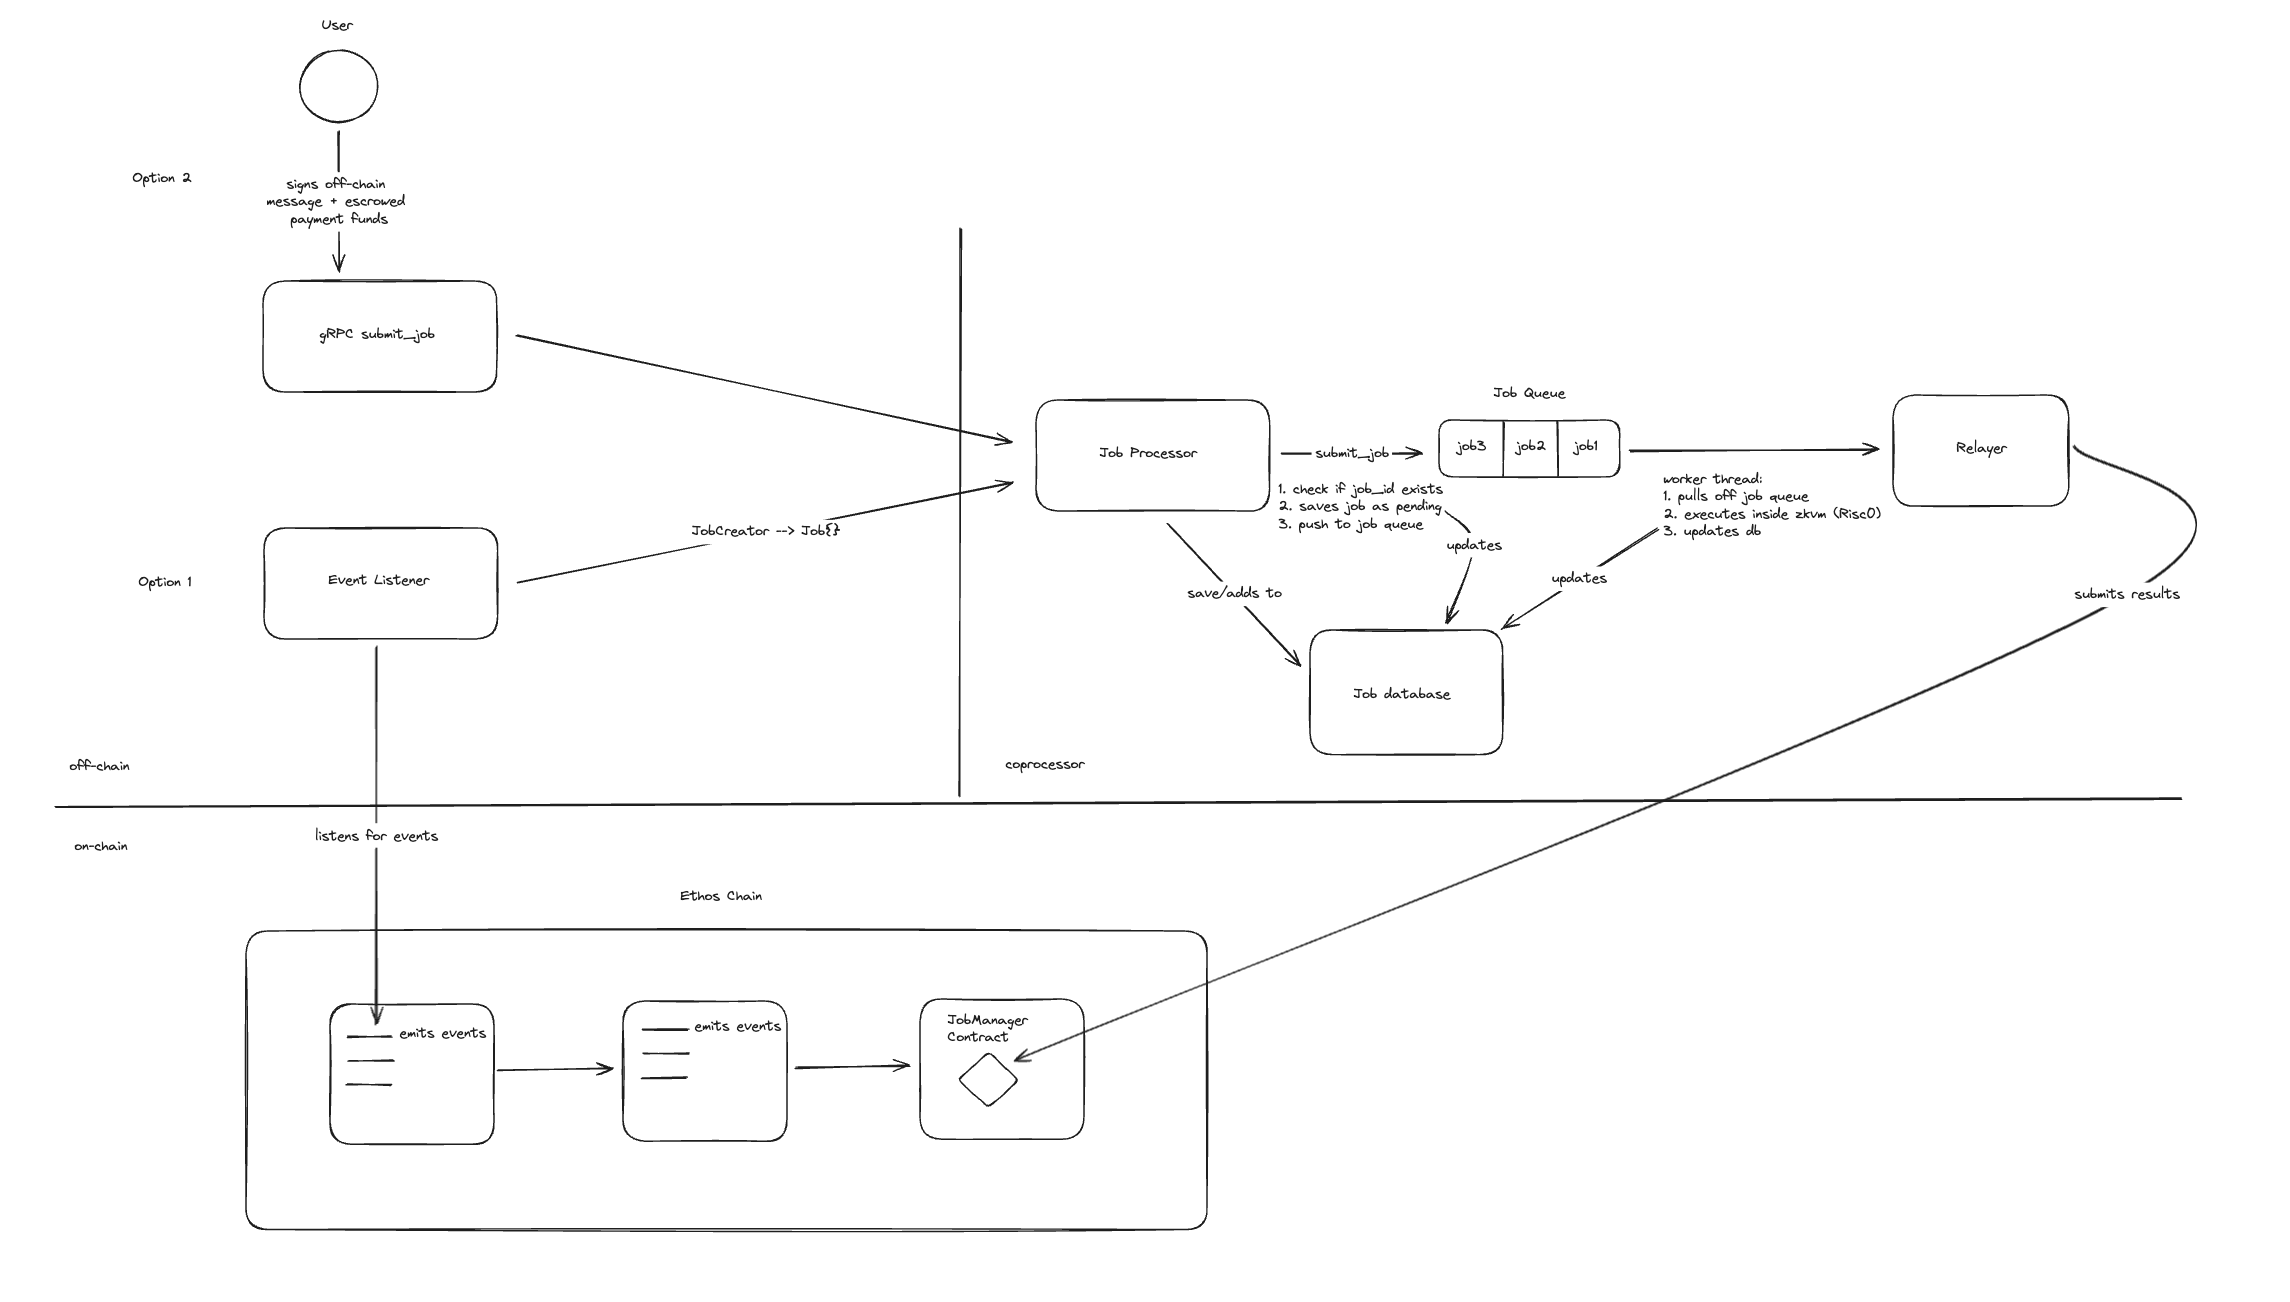 User
Option 2
signs off-chain
message + escrowed
payment funds
gRPC submit_job
Option 1
Event Listener
JobCreator --> Job{}
off-chain
coprocessor
Job Processor
submit_job
1. check if job_id exists
2. saves job as pending
3. push to job queue
Job Queue
job3
job2
job1
worker thread:
1. pulls off job queue
2. executes inside zkvm (Risc0)
3. updates db
Relayer
updates
updates
save/adds to
Job database
submits results
on-chain
listens for events
Ethos Chain
emits events
emits events
JobManager
Contract